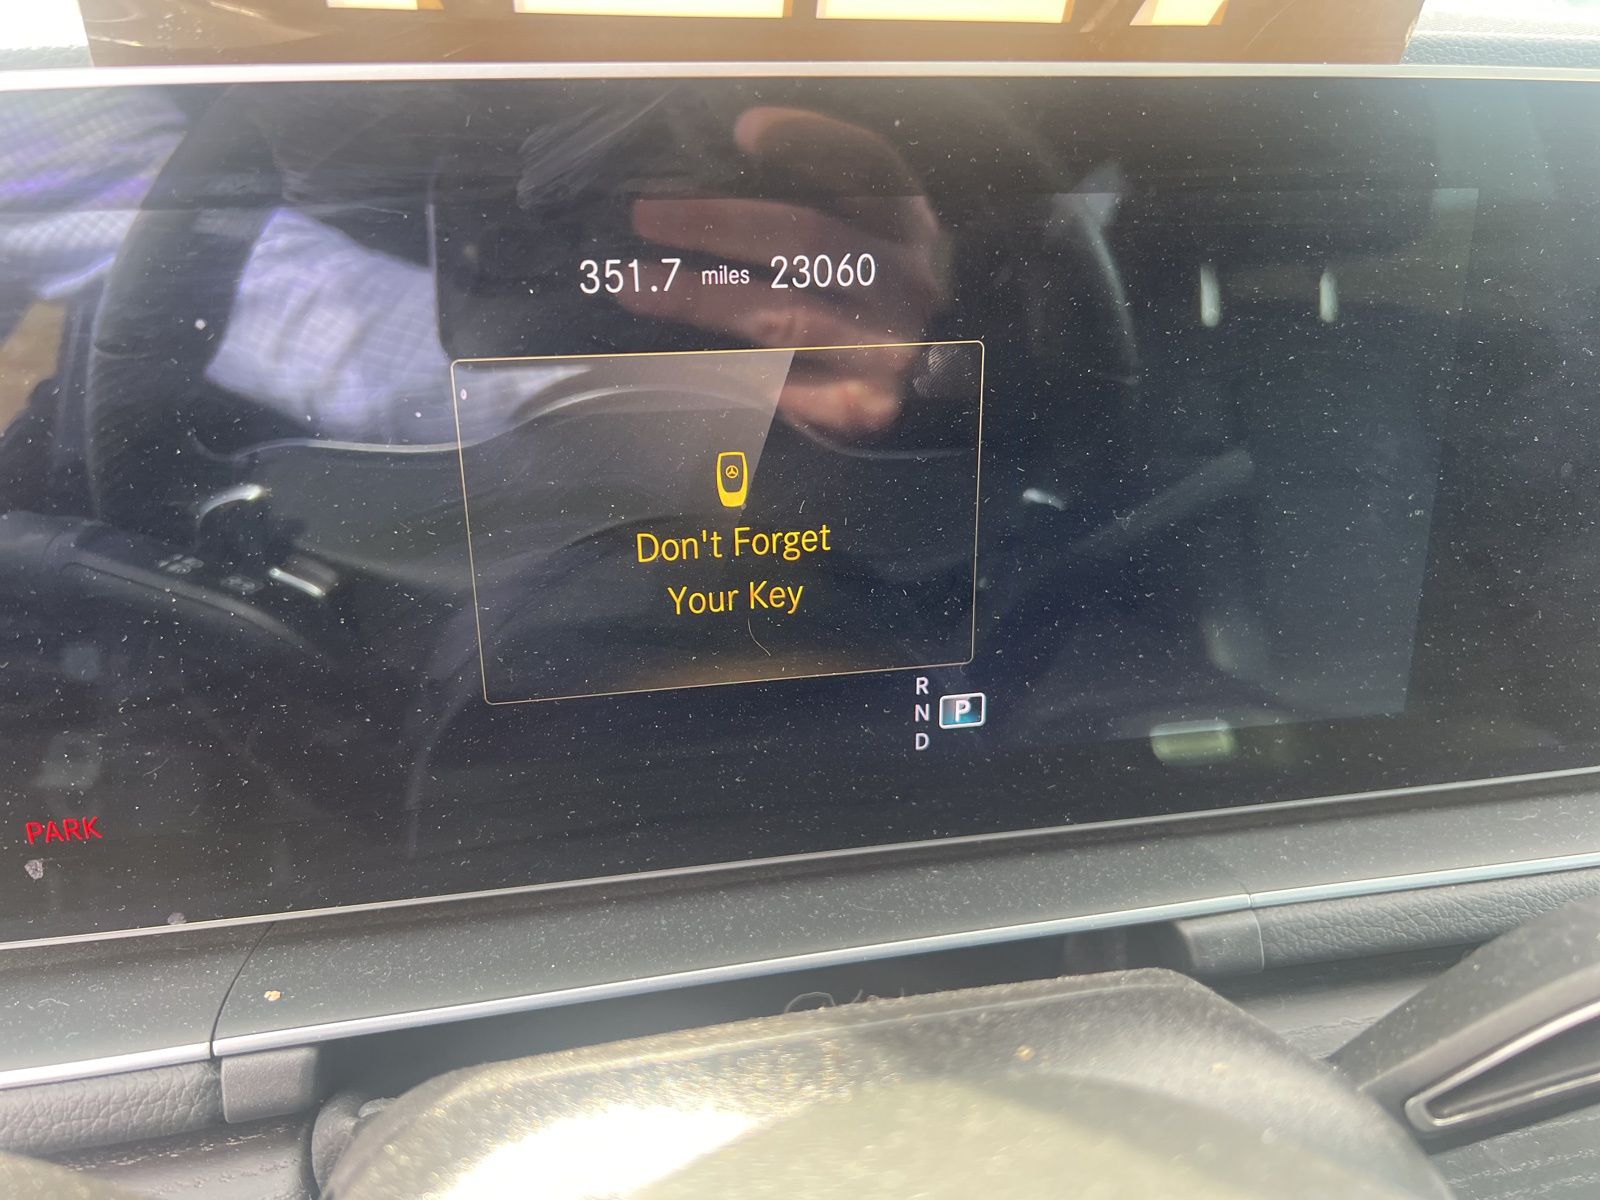 351.7 miles 23060
Don't Forget
Your Key
R
N P
D
PARK